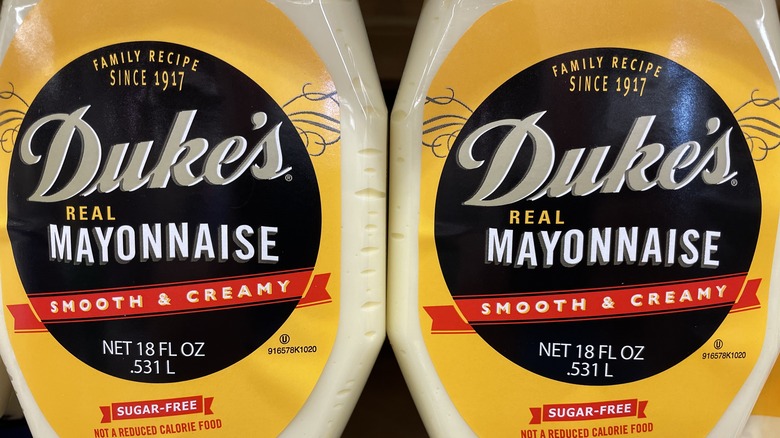 FAMILY RECIPE
SINCE 1917
Duke's®
REAL
MAYONNAISE
SMOOTH & CREAMY
NET 18 FL OZ
.531 L
U
916578K1020
SUGAR-FREE
NOT A REDUCED CALORIE FOOD
FAMILY RECIPE
SINCE 1917
Duke's®
REAL
MAYONNAISE
SMOOTH & CREAMY
NET 18 FL OZ
.531 L
U
916578K1020
SUGAR-FREE
NOT A REDUCED CALORIE FOOD